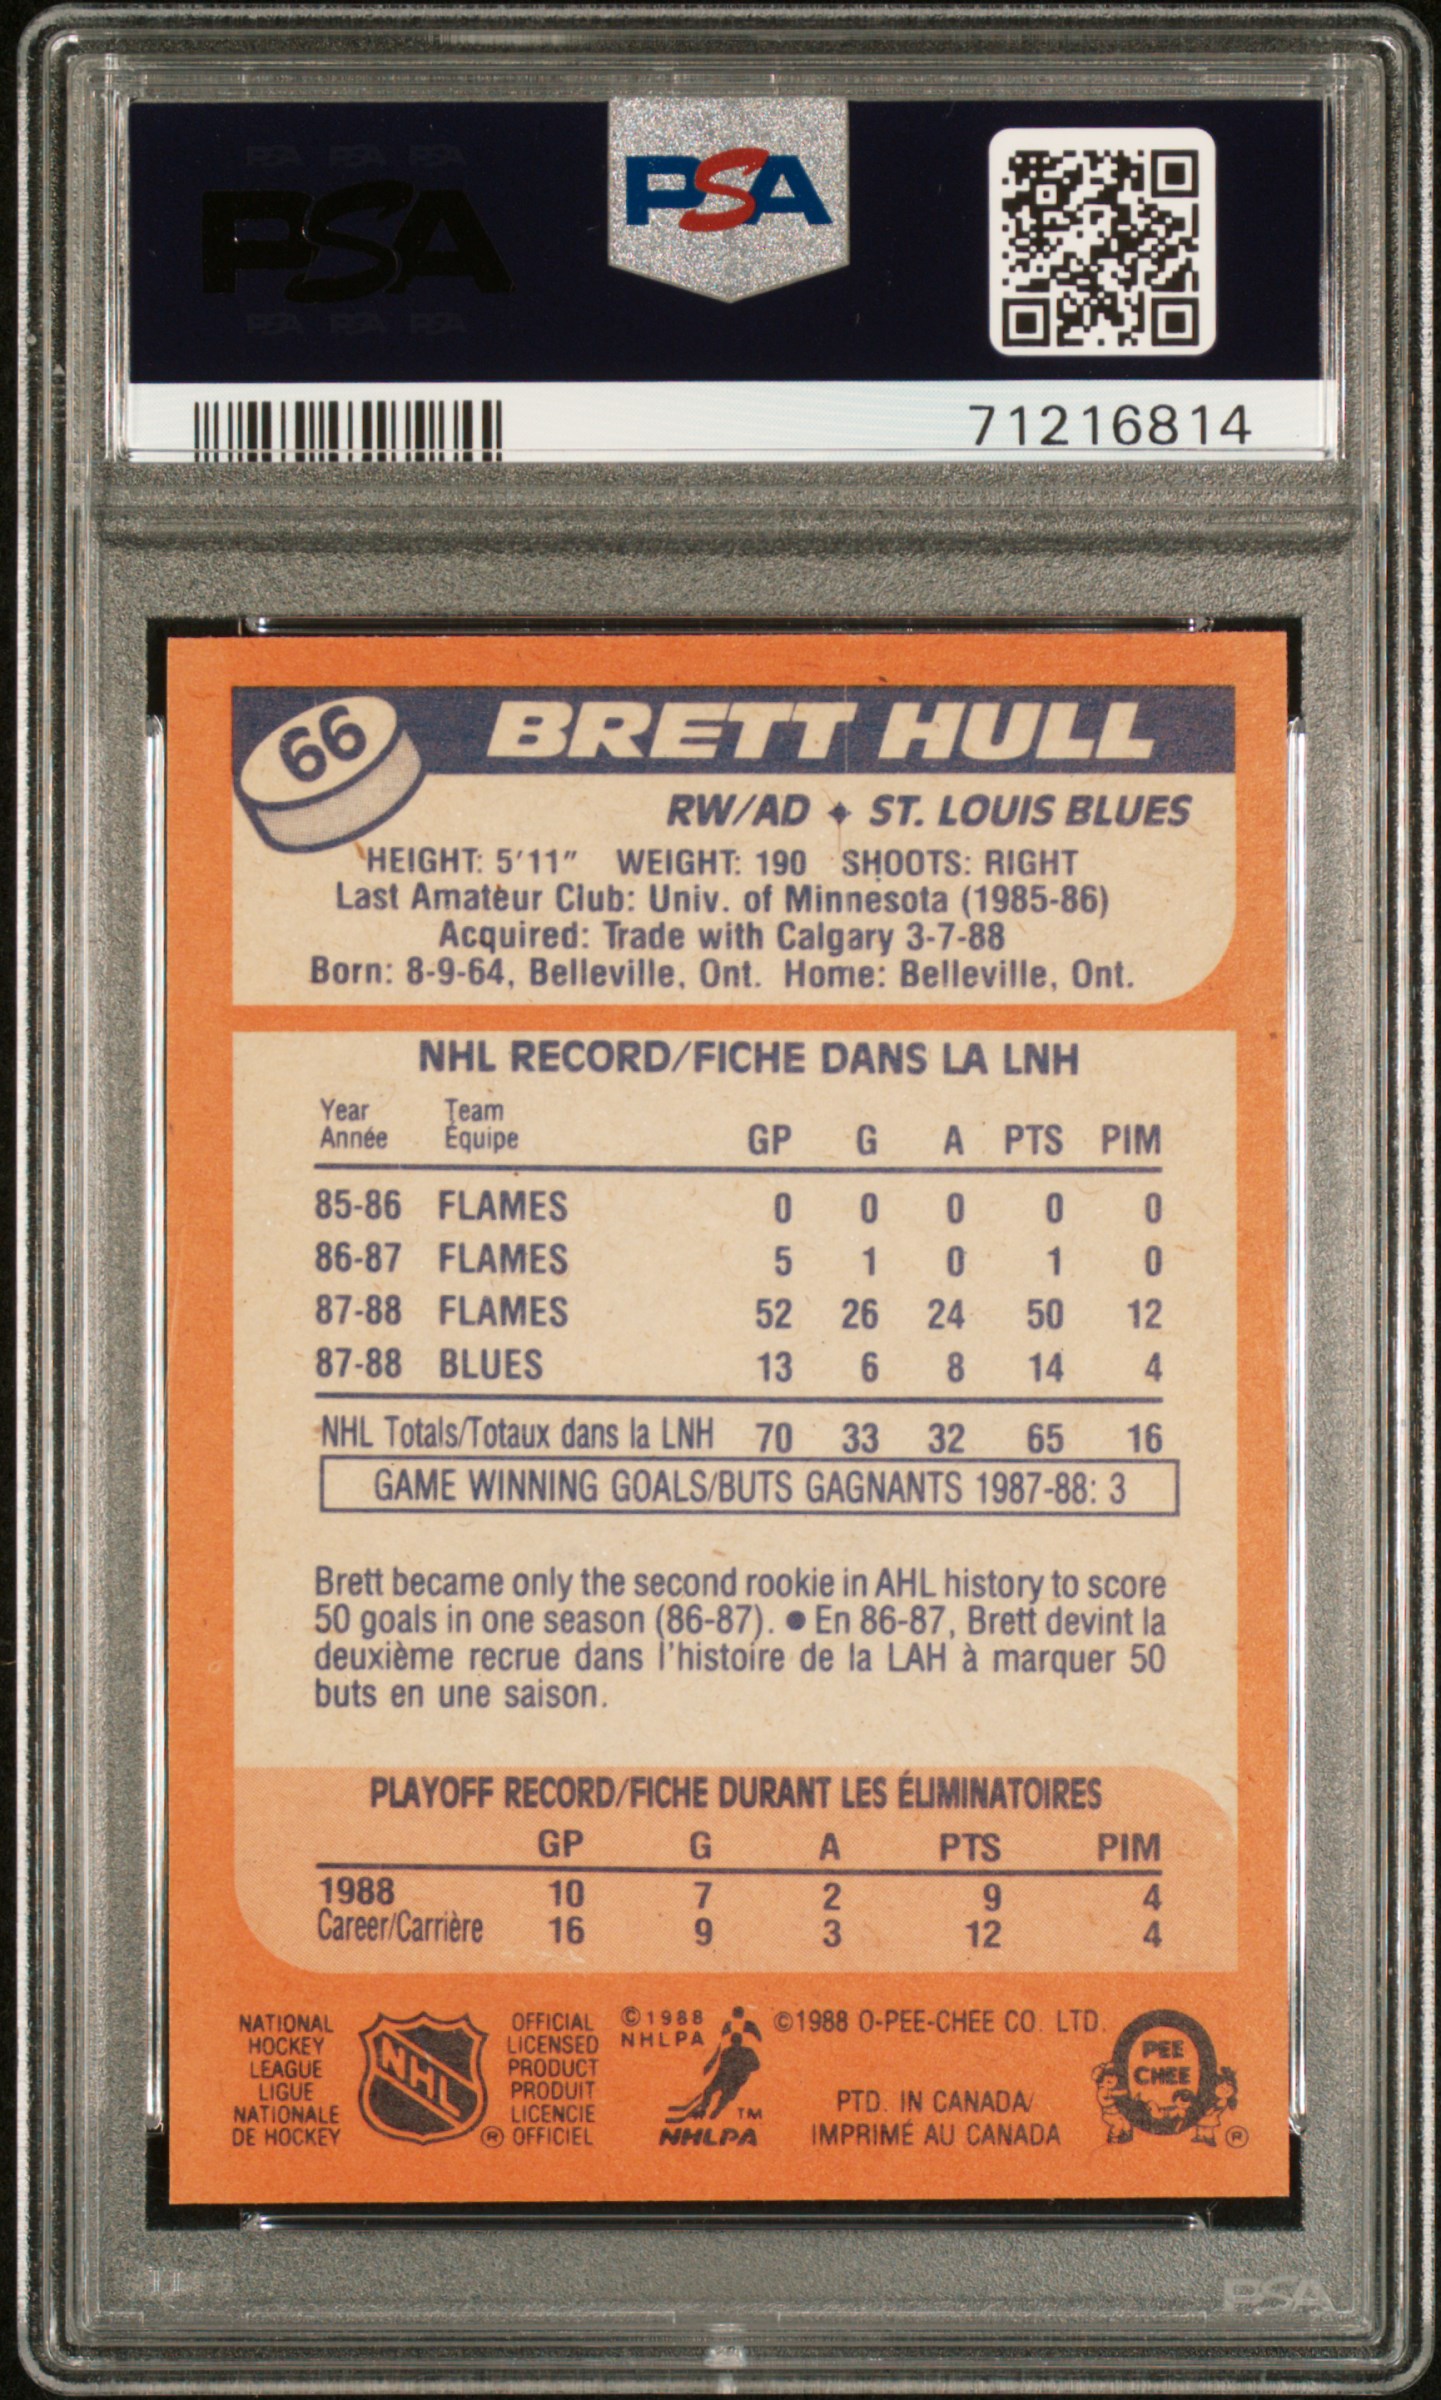 PSA PSA PSA
PSA
PSA PSA PSA
PSA
71216814
66
BRETT HULL
RW/AD ✦ ST. LOUIS BLUES
HEIGHT: 5'11" WEIGHT: 190 SHOOTS: RIGHT
Last Amateur Club: Univ. of Minnesota (1985-86)
Acquired: Trade with Calgary 3-7-88
Born: 8-9-64, Belleville, Ont. Home: Belleville, Ont.
NHL RECORD/FICHE DANS LA LNH
Year Team
Année Équipe GP G A PTS PIM
85-86 FLAMES 0 0 0 0 0
86-87 FLAMES 5 1 0 1 0
87-88 FLAMES 52 26 24 50 12
87-88 BLUES 13 6 8 14 4
NHL Totals/Totaux dans la LNH 70 33 32 65 16
GAME WINNING GOALS/BUTS GAGNANTS 1987-88: 3
Brett became only the second rookie in AHL history to score
50 goals in one season (86-87). ● En 86-87, Brett devint la
deuxième recrue dans l'histoire de la LAH à marquer 50
buts en une saison.
PLAYOFF RECORD/FICHE DURANT LES ÉLIMINATOIRES
GP G A PTS PIM
1988 10 7 2 9 4
Career/Carrière 16 9 3 12 4
NATIONAL
HOCKEY
LEAGUE
LIGUE
NATIONALE
DE HOCKEY
NHL
®
OFFICIAL
LICENSED
PRODUCT
PRODUIT
LICENCIE
OFFICIEL
©1988
NHLPA
TM
NHLPA
©1988 O-PEE-CHEE CO. LTD.
PTD. IN CANADA/
IMPRIMÉ AU CANADA
O
PEE
CHEE
®
PSA